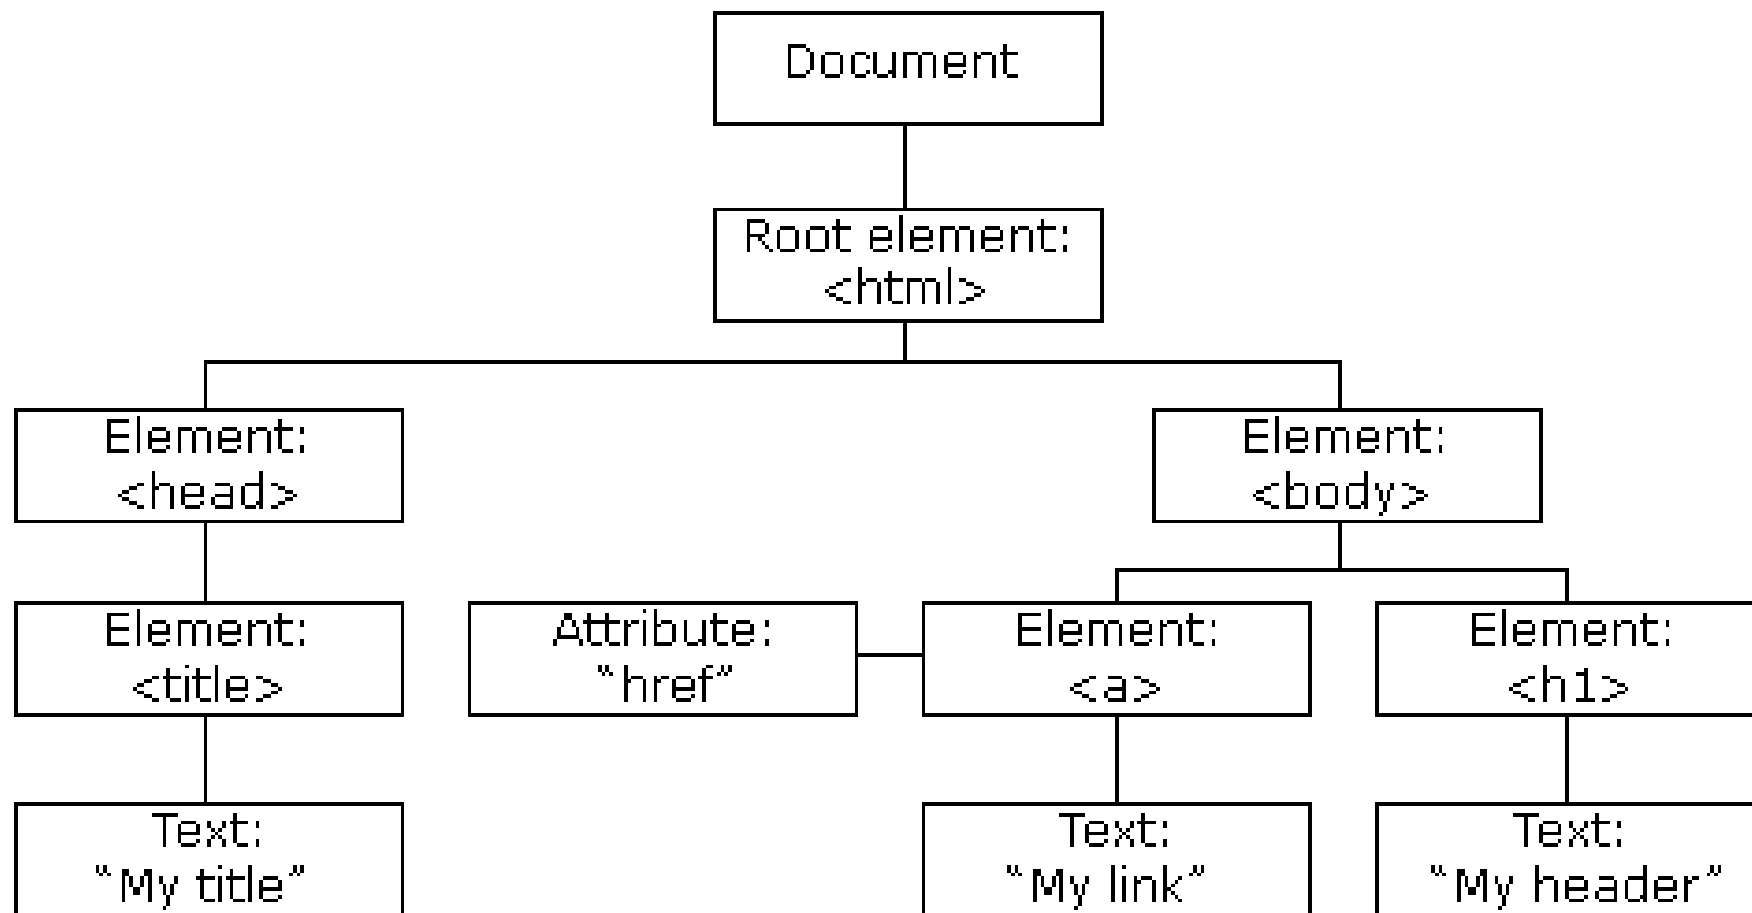 Document
Root element:
<html>
Element:
<head>
Element:
<body>
Element:
<title>
Attribute:
“href”
Element:
<a>
Element:
<h1>
Text:
“My title”
Text:
“My link”
Text:
“My header”